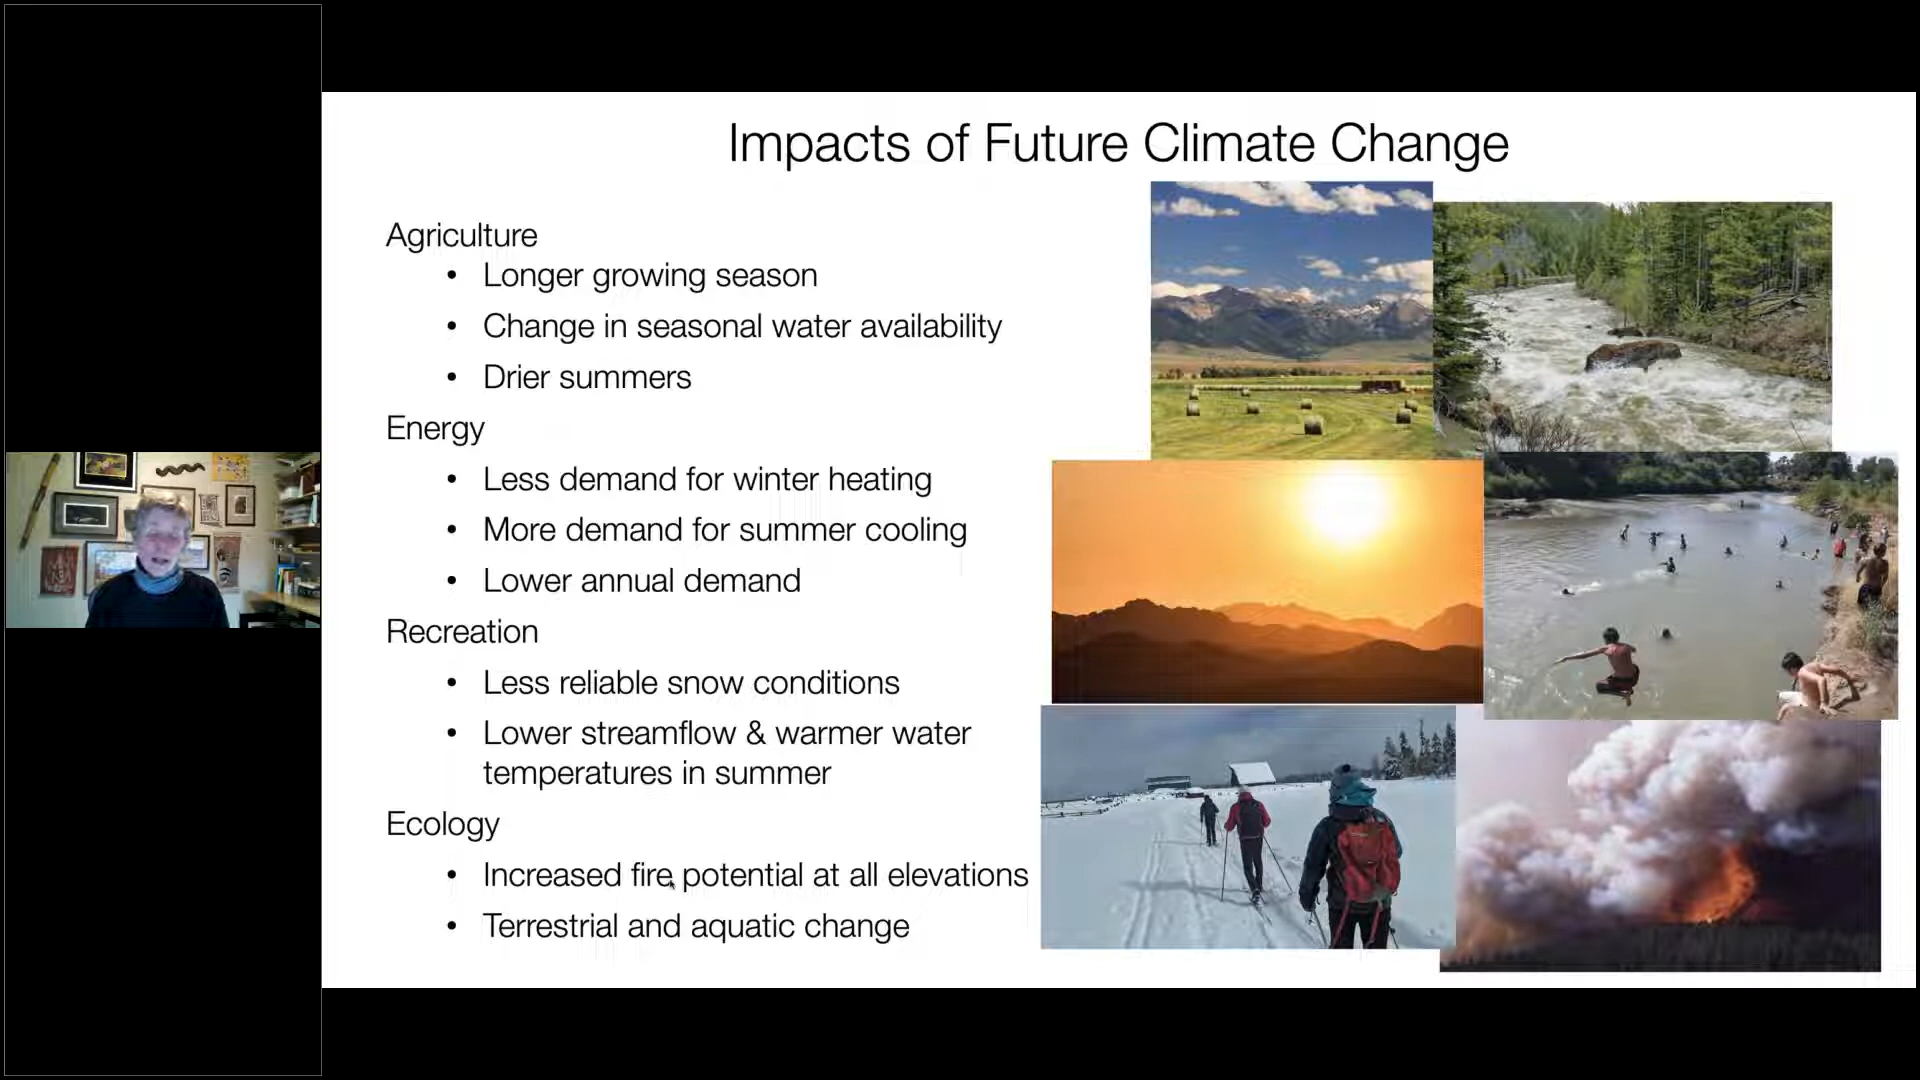 Impacts of Future Climate Change
Agriculture
• Longer growing season
• Change in seasonal water availability
• Drier summers
Energy
• Less demand for winter heating
• More demand for summer cooling
• Lower annual demand
Recreation
• Less reliable snow conditions
• Lower streamflow & warmer water
temperatures in summer
Ecology
• Increased fire potential at all elevations
• Terrestrial and aquatic change